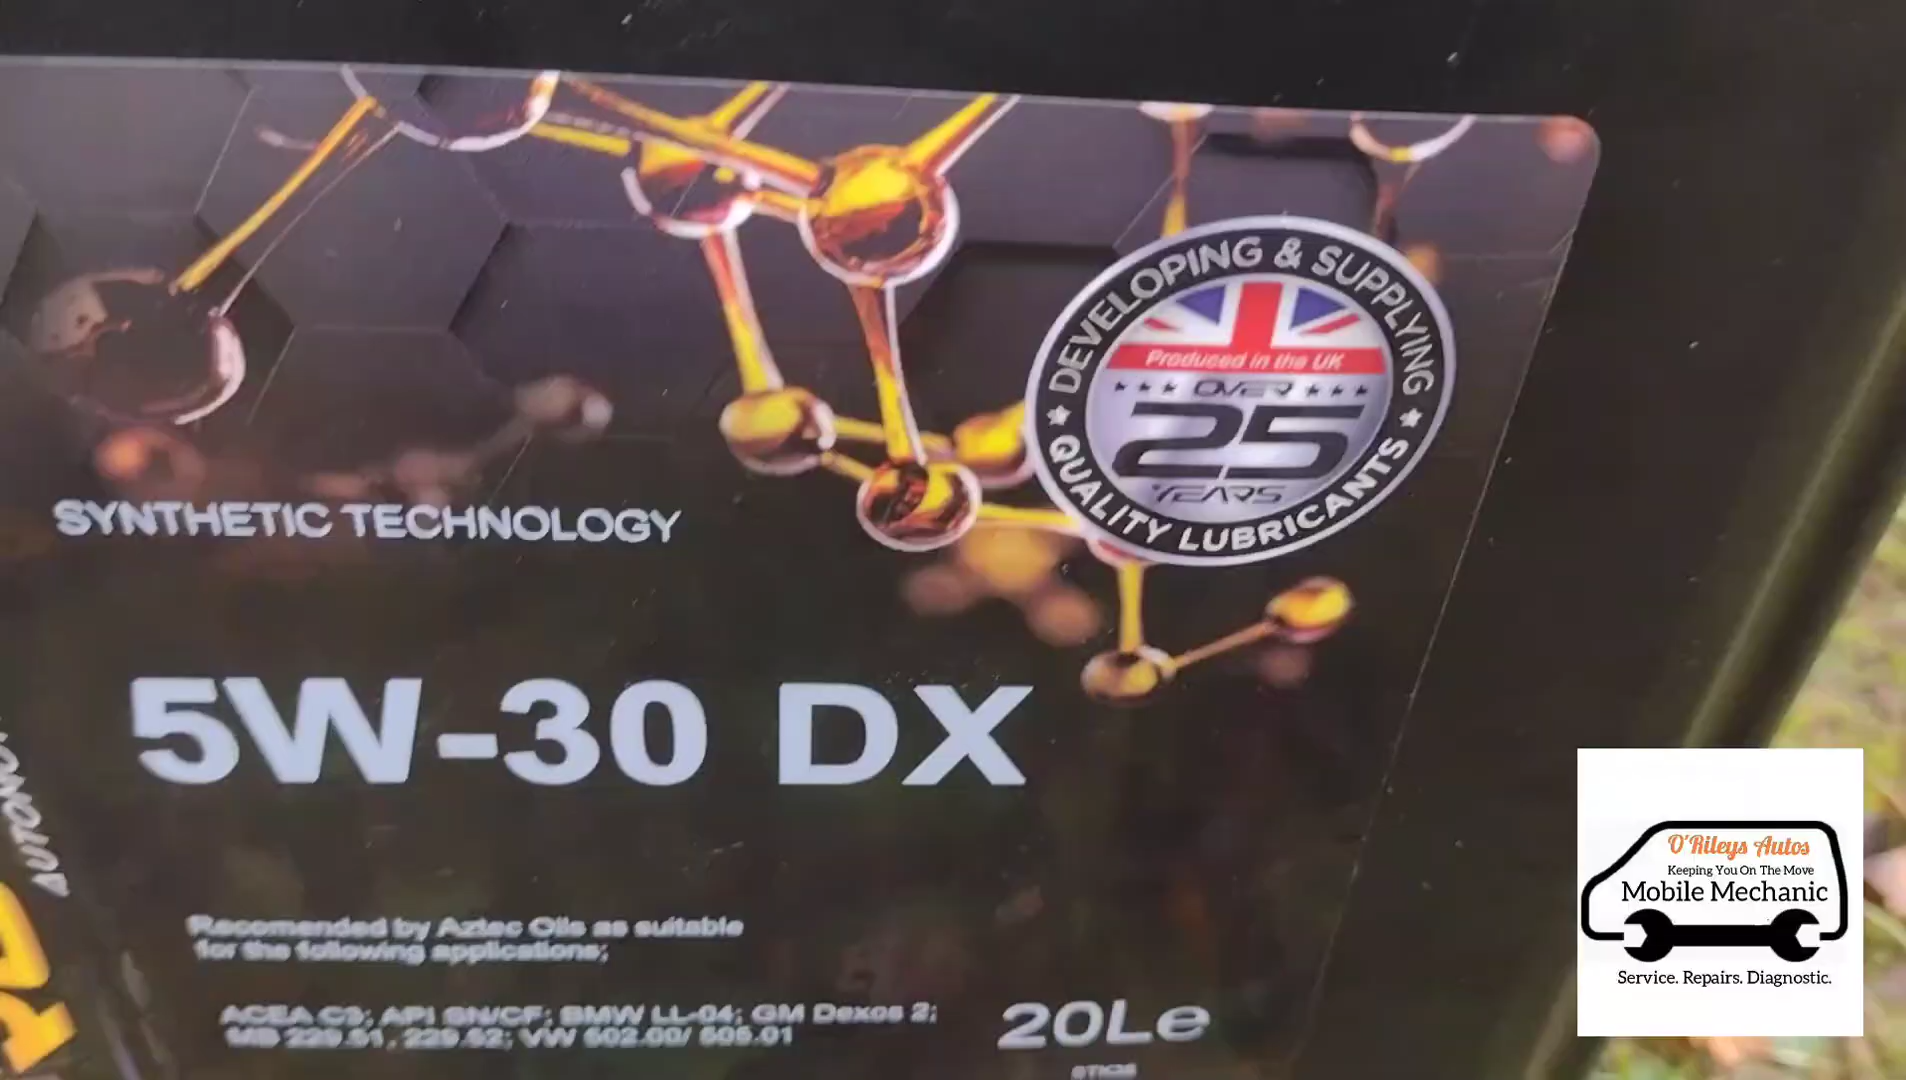 DEVELOPING & SUPPLYING
Produced in the UK
OVER
25
YEARS
QUALITY LUBRICANTS
SYNTHETIC TECHNOLOGY
5W-30 DX
Recomended by Aztec Oils as suitable
for the following applications;
ACEA C3; API SN/CF; BMW LL-04; GM Dexos 2;
MB 229.51, 229.52; VW 502.00/ 505.01
20Le
O'Rileys Autos
Keeping You On The Move
Mobile Mechanic
Service. Repairs. Diagnostic.